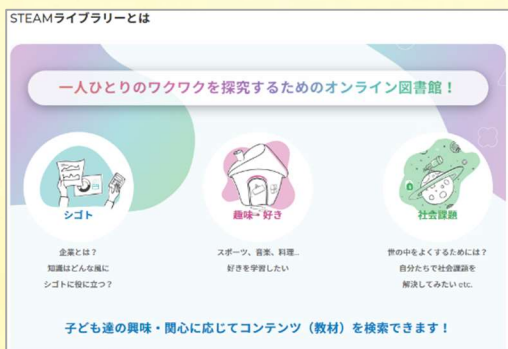 STEAMライブラリーとは
一人ひとりのワクワクを探究するためのオンライン図書館！
シゴト
趣味・好き
社会課題
企業とは？
知識はどんな風に
シゴトに役に立つ？
スポーツ、音楽、料理…
好きを学習したい
世の中をよくするためには？
自分たちで社会課題を
解決してみたい etc.
子ども達の興味・関心に応じてコンテンツ（教材）を検索できます！